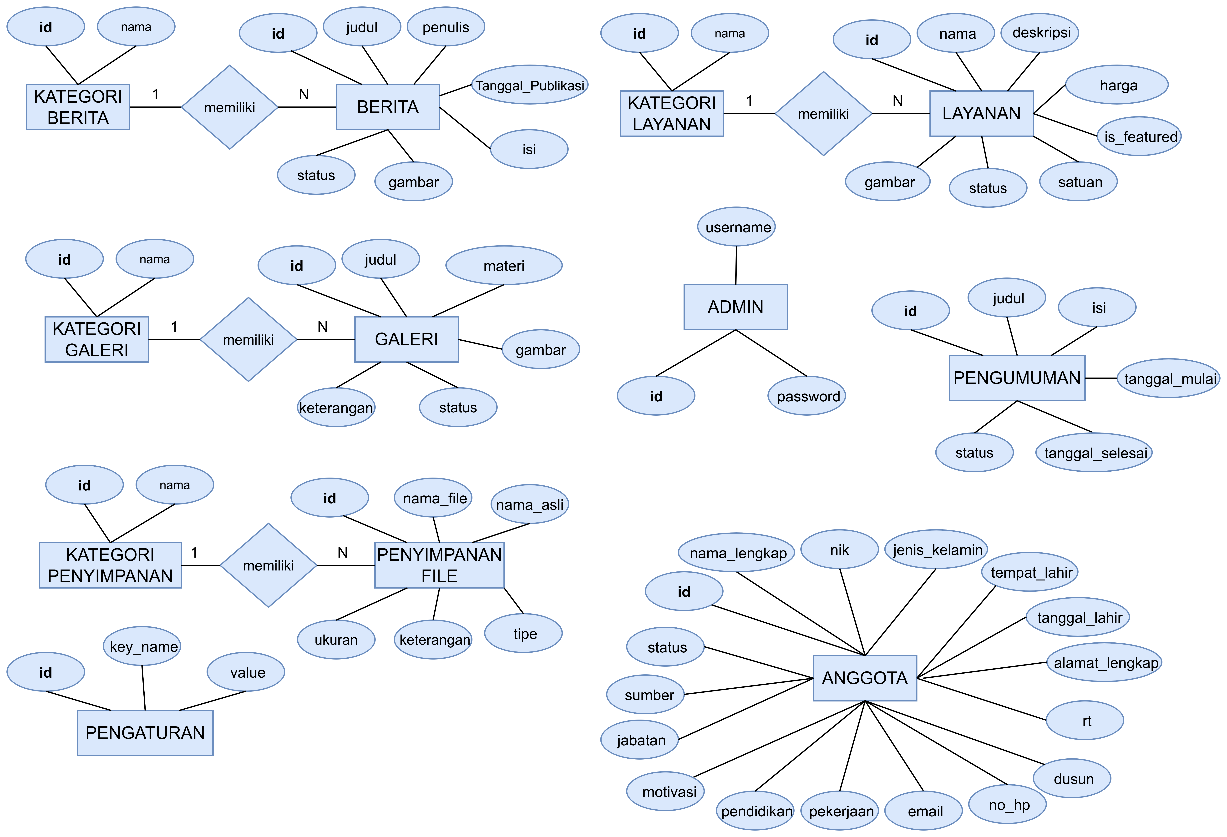 id
nama
KATEGORI
BERITA
1
memiliki
N
id
judul
penulis
BERITA
Tanggal_Publikasi
isi
status
gambar
id
nama
KATEGORI
LAYANAN
1
memiliki
N
id
nama
deskripsi
LAYANAN
harga
is_featured
gambar
status
satuan
id
nama
KATEGORI
GALERI
1
memiliki
N
id
judul
materi
GALERI
gambar
keterangan
status
username
ADMIN
id
password
id
judul
isi
PENGUMUMAN
tanggal_mulai
status
tanggal_selesai
id
nama
KATEGORI
PENYIMPANAN
1
memiliki
N
id
nama_file
nama_asli
PENYIMPANAN
FILE
ukuran
keterangan
tipe
id
key_name
value
PENGATURAN
nama_lengkap
nik
jenis_kelamin
id
tempat_lahir
tanggal_lahir
status
alamat_lengkap
ANGGOTA
sumber
rt
jabatan
dusun
motivasi
pendidikan
pekerjaan
email
no_hp